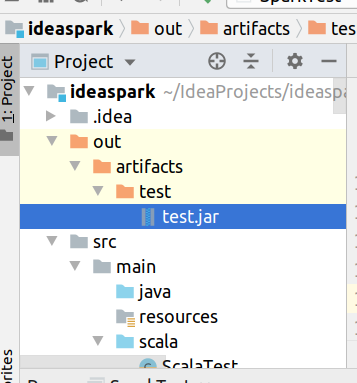 ideaspark out artifacts tes
Project
1: Project
ideaspark ~/IdeaProjects/ideaspa
.idea
out
artifacts
test
test.jar
src
main
java
resources
scala
ScalaTest